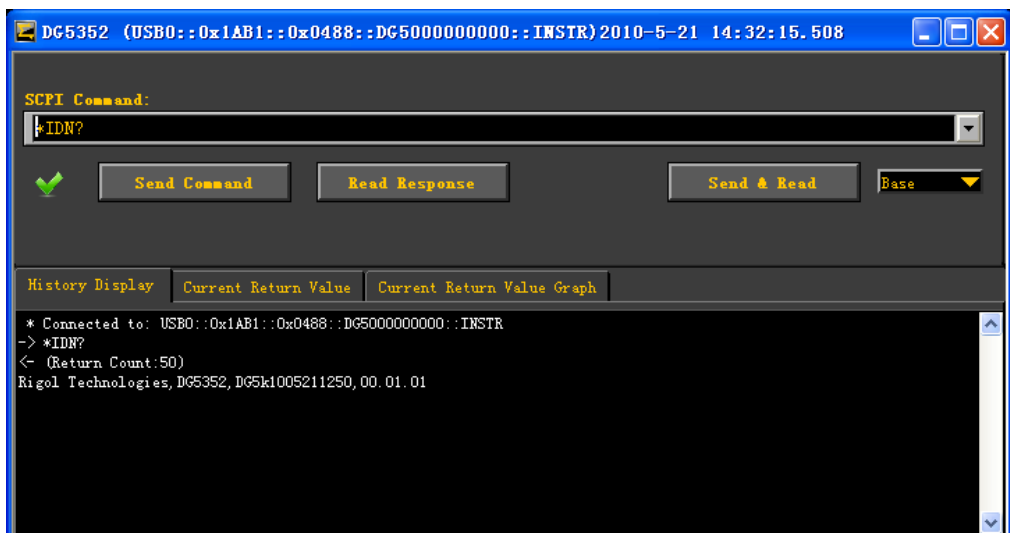 DG5352 (USB0::0x1AB1::0x0488::DG5000000000::INSTR)2010-5-21 14:32:15.508
SCPI Command:
*IDN?
Send Command Read Response Send & Read Base
History Display Current Return Value Current Return Value Graph
* Connected to: USB0::0x1AB1::0x0488::DG5000000000::INSTR
-> *IDN?
<- (Return Count:50)
Rigol Technologies,DG5352,DG5k1005211250,00.01.01